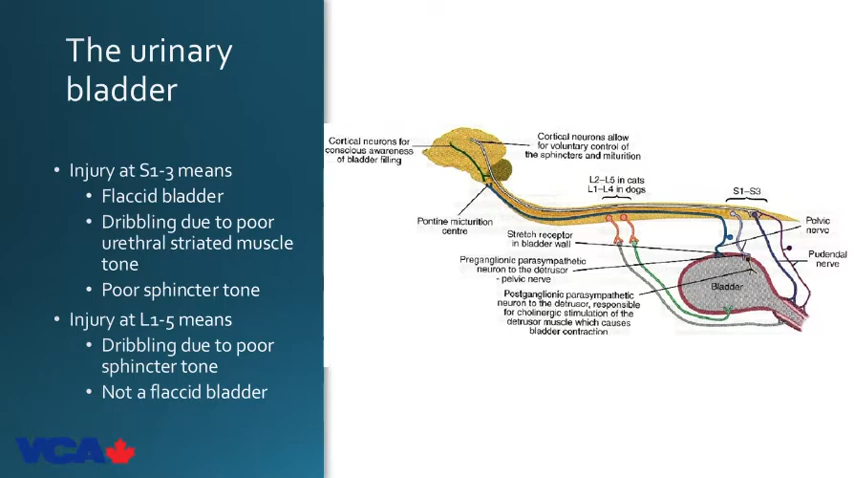 The urinary
bladder
• Injury at S1-3 means
• Flaccid bladder
• Dribbling due to poor
urethral striated muscle
tone
• Poor sphincter tone
• Injury at L1-5 means
• Dribbling due to poor
sphincter tone
• Not a flaccid bladder
VCA
Cortical neurons for
conscious awareness
of bladder filling
Cortical neurons allow
for voluntary control of
the sphincters and miturition
L2–L5 in cats
L1–L4 in dogs
S1–S3
Pontine micturition
centre
Stretch receptor
in bladder wall
Pelvic
nerve
Preganglionic parasympathetic
neuron to the detrusor
- pelvic nerve
Pudendal
nerve
Bladder
Postganglionic parasympathetic
neuron to the detrusor, responsible
for cholinergic stimulation of the
detrusor muscle which causes
bladder contraction